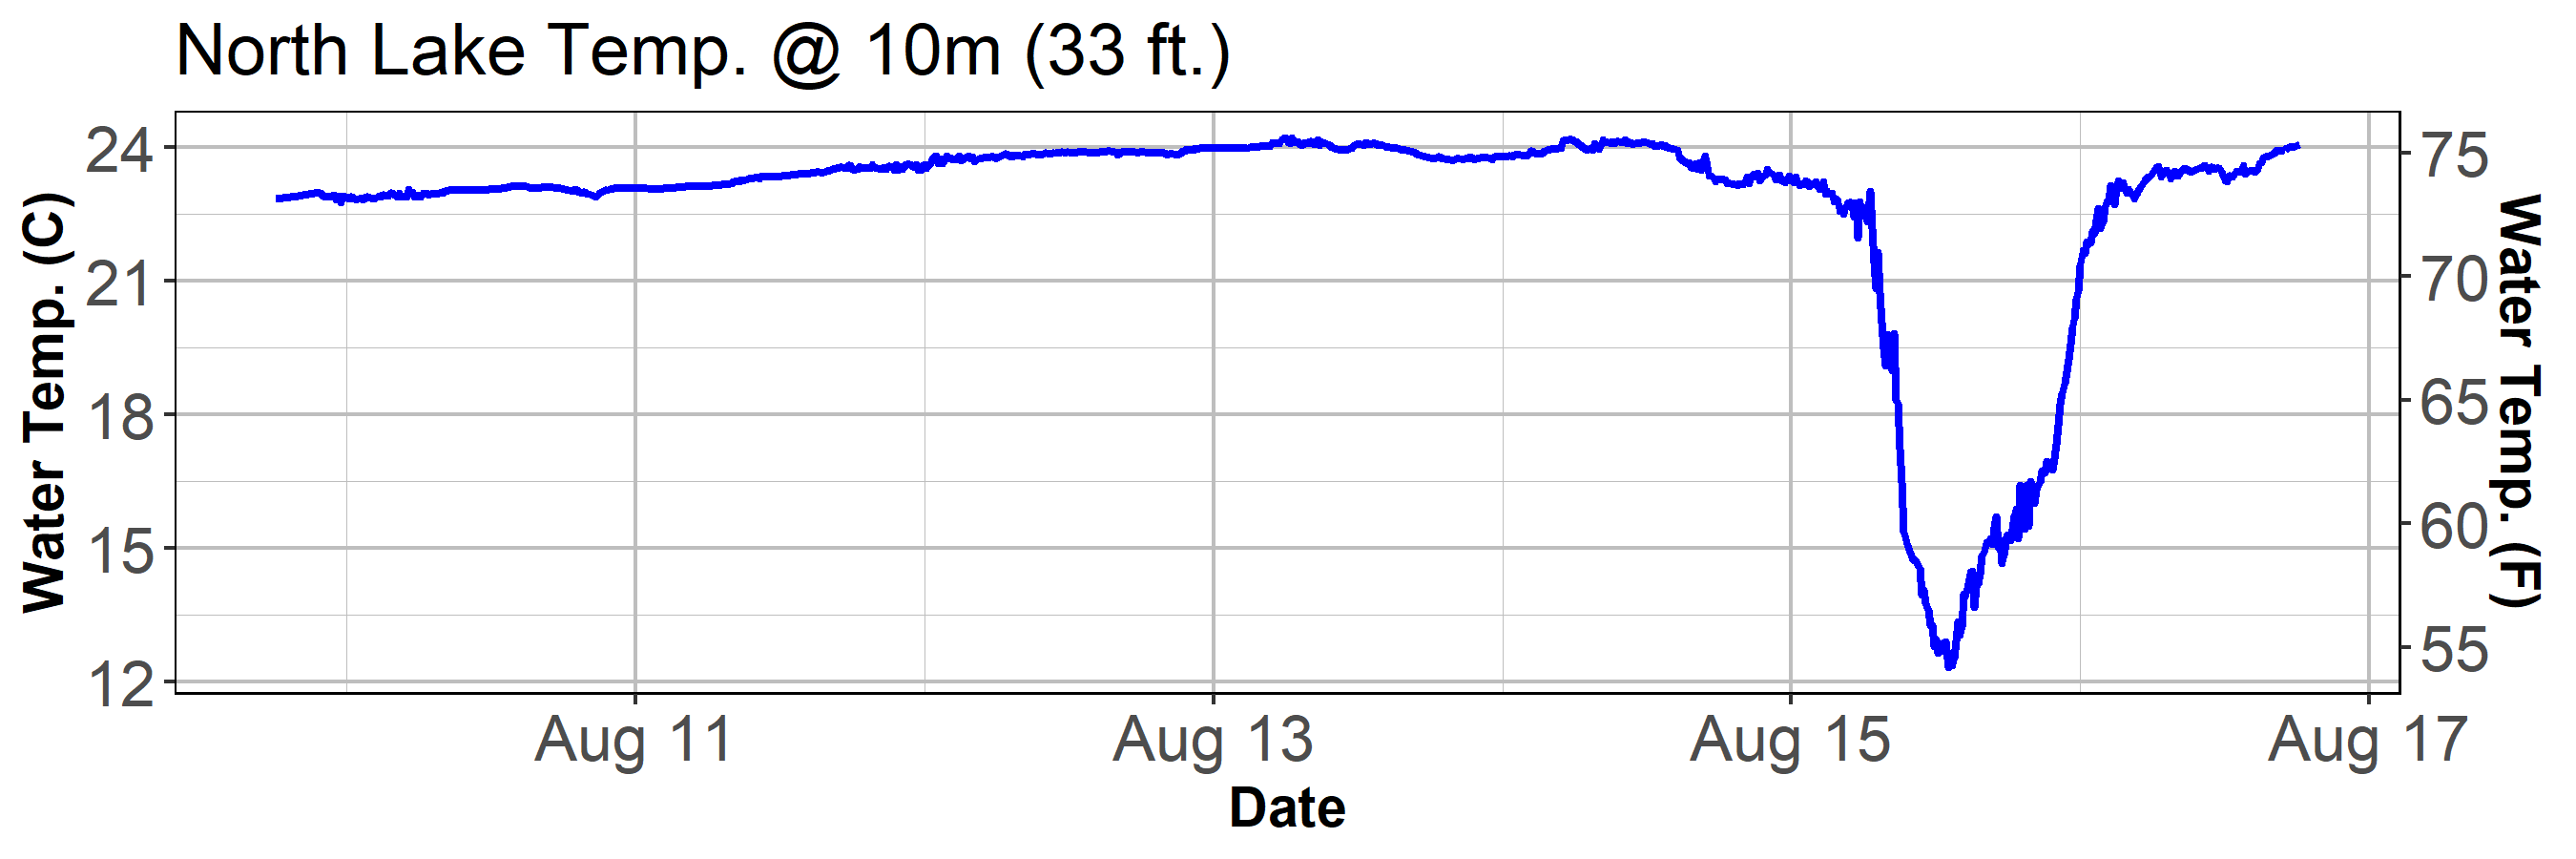 North Lake Temp. @ 10m (33 ft.)
Water Temp. (C)
24
21
18
15
12
75
70
65
60
55
Water Temp. (F)
Aug 11
Aug 13
Aug 15
Aug 17
Date